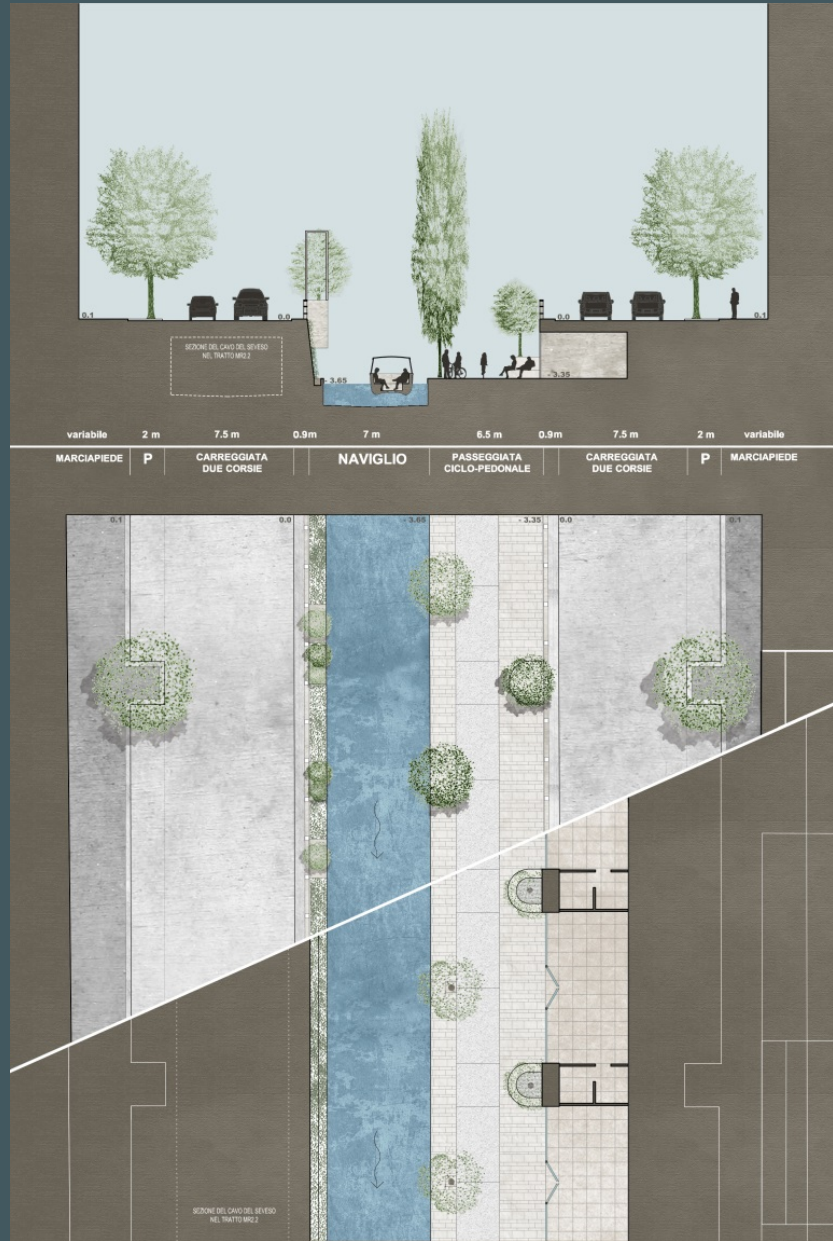 0.1
0.0
0.0
0.1
SEZIONE DEL CAVO DEL SEVESO
NEL TRATTO MR2.2
- 3.65
- 3.35
variabile 2 m 7.5 m 0.9m 7 m 6.5 m 0.9m 7.5 m 2 m variabile
MARCIAPIEDE P CARREGGIATA DUE CORSIE NAVIGLIO PASSEGGIATA CICLO-PEDONALE CARREGGIATA DUE CORSIE P MARCIAPIEDE
0.1 0.0 - 3.65 - 3.35 0.0 0.1
SEZIONE DEL CAVO DEL SEVESO
NEL TRATTO MR2.2